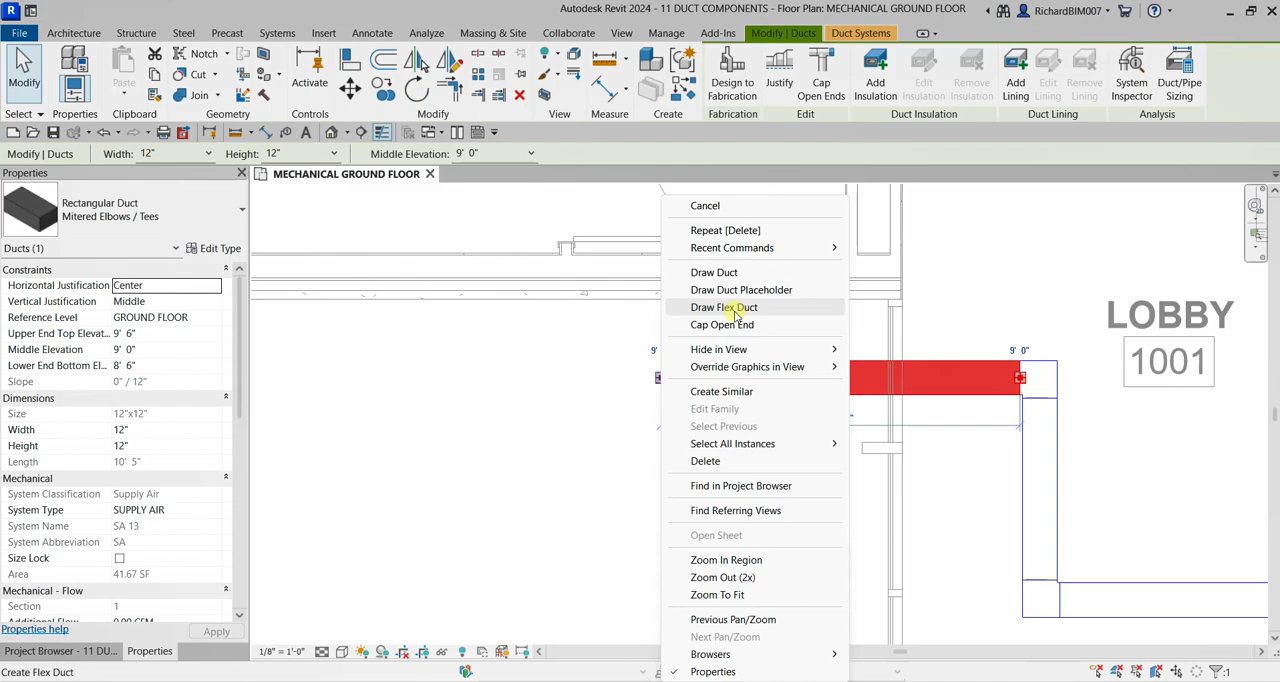 Autodesk Revit 2024 - 11 DUCT COMPONENTS - Floor Plan: MECHANICAL GROUND FLOOR
RichardBIM007
File Architecture Structure Steel Precast Systems Insert Annotate Analyze Massing & Site Collaborate View Manage Add-Ins Modify | Ducts Duct Systems
Modify
Paste
Notch
Cut
Join
Activate
Design to Fabrication
Justify
Cap Open Ends
Add Insulation
Edit Insulation
Remove Insulation
Add Lining
Edit Lining
Remove Lining
System Inspector
Duct/Pipe Sizing
Select Properties Clipboard Geometry Controls Modify View Measure Create Fabrication Edit Duct Insulation Duct Lining Analysis
Modify | Ducts Width: 12" Height: 12" Middle Elevation: 9' 0"
Properties
MECHANICAL GROUND FLOOR
Rectangular Duct
Mitered Elbows / Tees
Ducts (1) Edit Type
Constraints
Horizontal Justification Center
Vertical Justification Middle
Reference Level GROUND FLOOR
Upper End Top Elevat... 9' 6"
Middle Elevation 9' 0"
Lower End Bottom El... 8' 6"
Slope 0" / 12"
Dimensions
Size 12"x12"
Width 12"
Height 12"
Length 10' 5"
Mechanical
System Classification Supply Air
System Type SUPPLY AIR
System Name SA 13
System Abbreviation SA
Size Lock
Area 41.67 SF
Mechanical - Flow
Section 1
Additional Flow 0.00 CFM
Properties help Apply
Project Browser - 11 DU... Properties
Create Flex Duct
Cancel
Repeat [Delete]
Recent Commands
Draw Duct
Draw Duct Placeholder
Draw Flex Duct
Cap Open End
Hide in View
Override Graphics in View
Create Similar
Edit Family
Select Previous
Select All Instances
Delete
Find in Project Browser
Find Referring Views
Open Sheet
Zoom In Region
Zoom Out (2x)
Zoom To Fit
Previous Pan/Zoom
Next Pan/Zoom
Browsers
Properties
9'
9' 0"
LOBBY
1001
1/8" = 1'-0"
:1